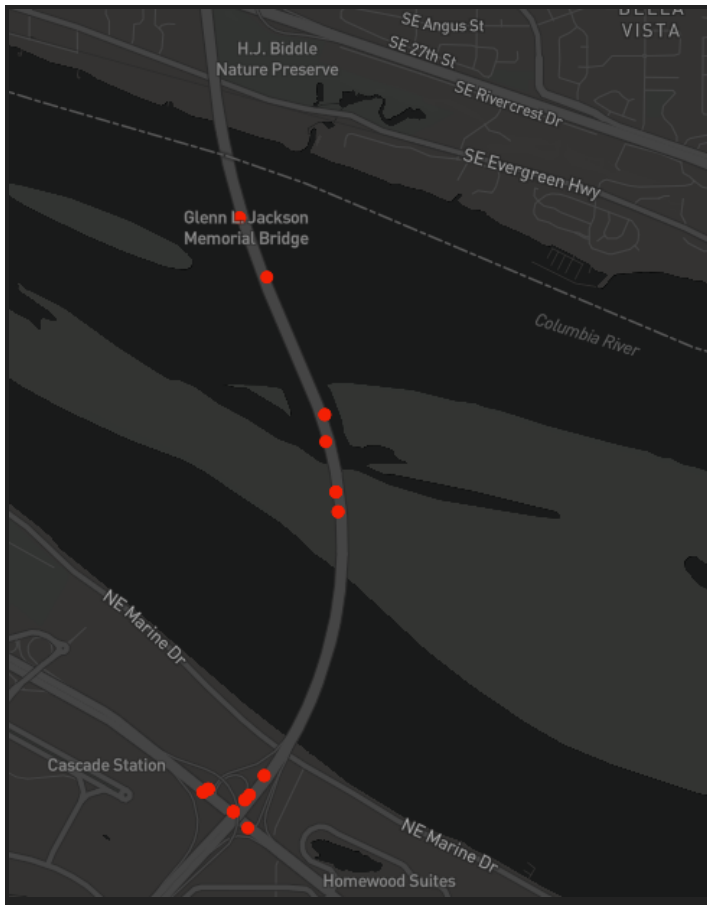 BELLA
VISTA
SE Angus St
H.J. Biddle
Nature Preserve
SE 27th St
SE Rivercrest Dr
SE Evergreen Hwy
Glenn L. Jackson
Memorial Bridge
Columbia River
NE Marine Dr
Cascade Station
NE Marine Dr
Homewood Suites